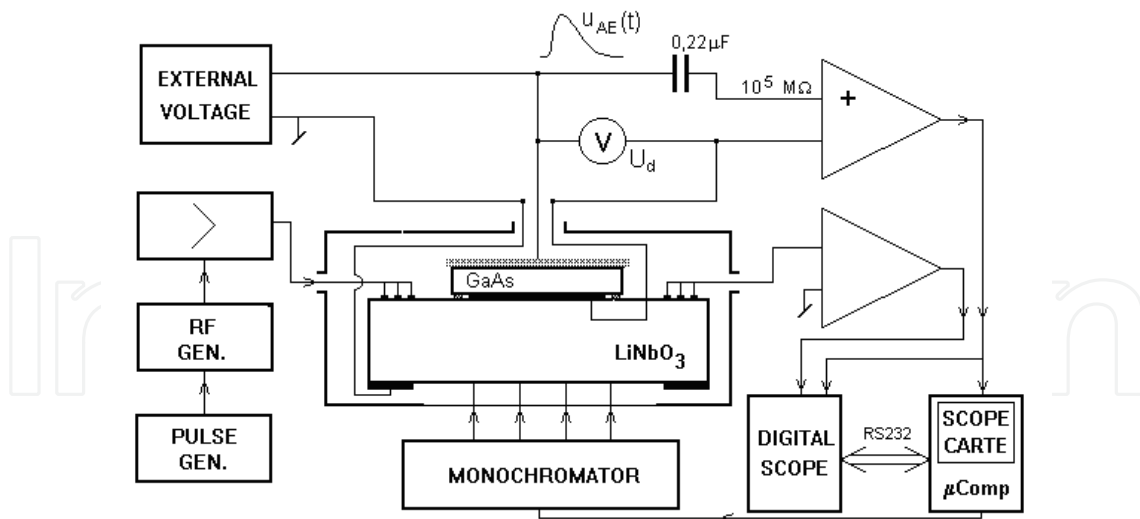 u_AE(t)
0,22µF
EXTERNAL
VOLTAGE
10^5 MΩ
+
V
U_d
GaAs
LiNbO_3
RF
GEN.
PULSE
GEN.
MONOCHROMATOR
DIGITAL
SCOPE
RS232
SCOPE
CARTE
µComp